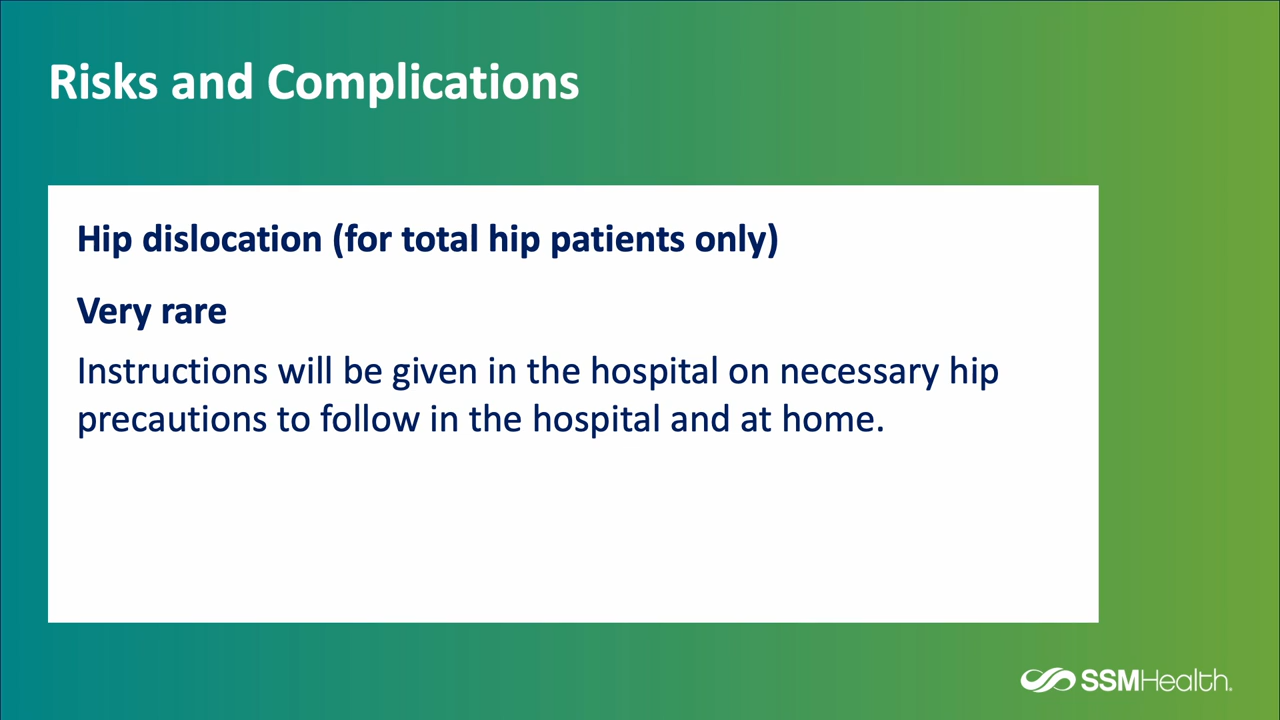 Risks and Complications
Hip dislocation (for total hip patients only)
Very rare
Instructions will be given in the hospital on necessary hip
precautions to follow in the hospital and at home.
SSMHealth.